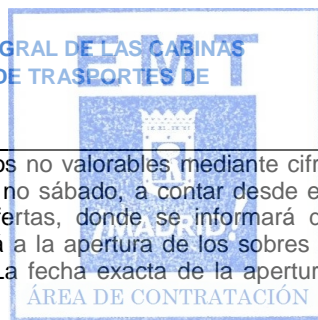 GRAL DE LAS CABINAS
DE TRASPORTES DE
EMT
os no valorables mediante cifr
no sábado, a contar desde e
fertas, donde se informará
a la apertura de los sobres
La fecha exacta de la apertur
¡MADRID!
ÁREA DE CONTRATACIÓN